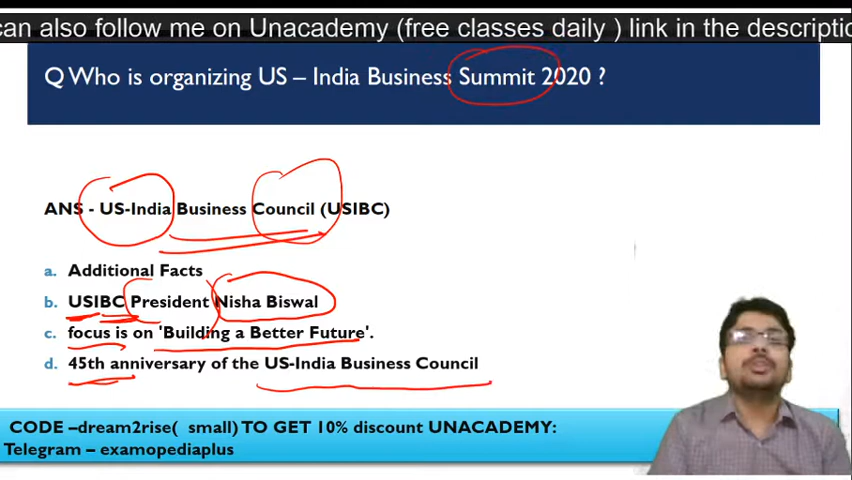 can also follow me on Unacademy (free classes daily ) link in the descriptio
Q Who is organizing US – India Business Summit 2020 ?
ANS - US-India Business Council (USIBC)
a. Additional Facts
b. USIBC President Nisha Biswal
c. focus is on 'Building a Better Future'.
d. 45th anniversary of the US-India Business Council
CODE –dream2rise( small) TO GET 10% discount UNACADEMY:
Telegram – examopediaplus